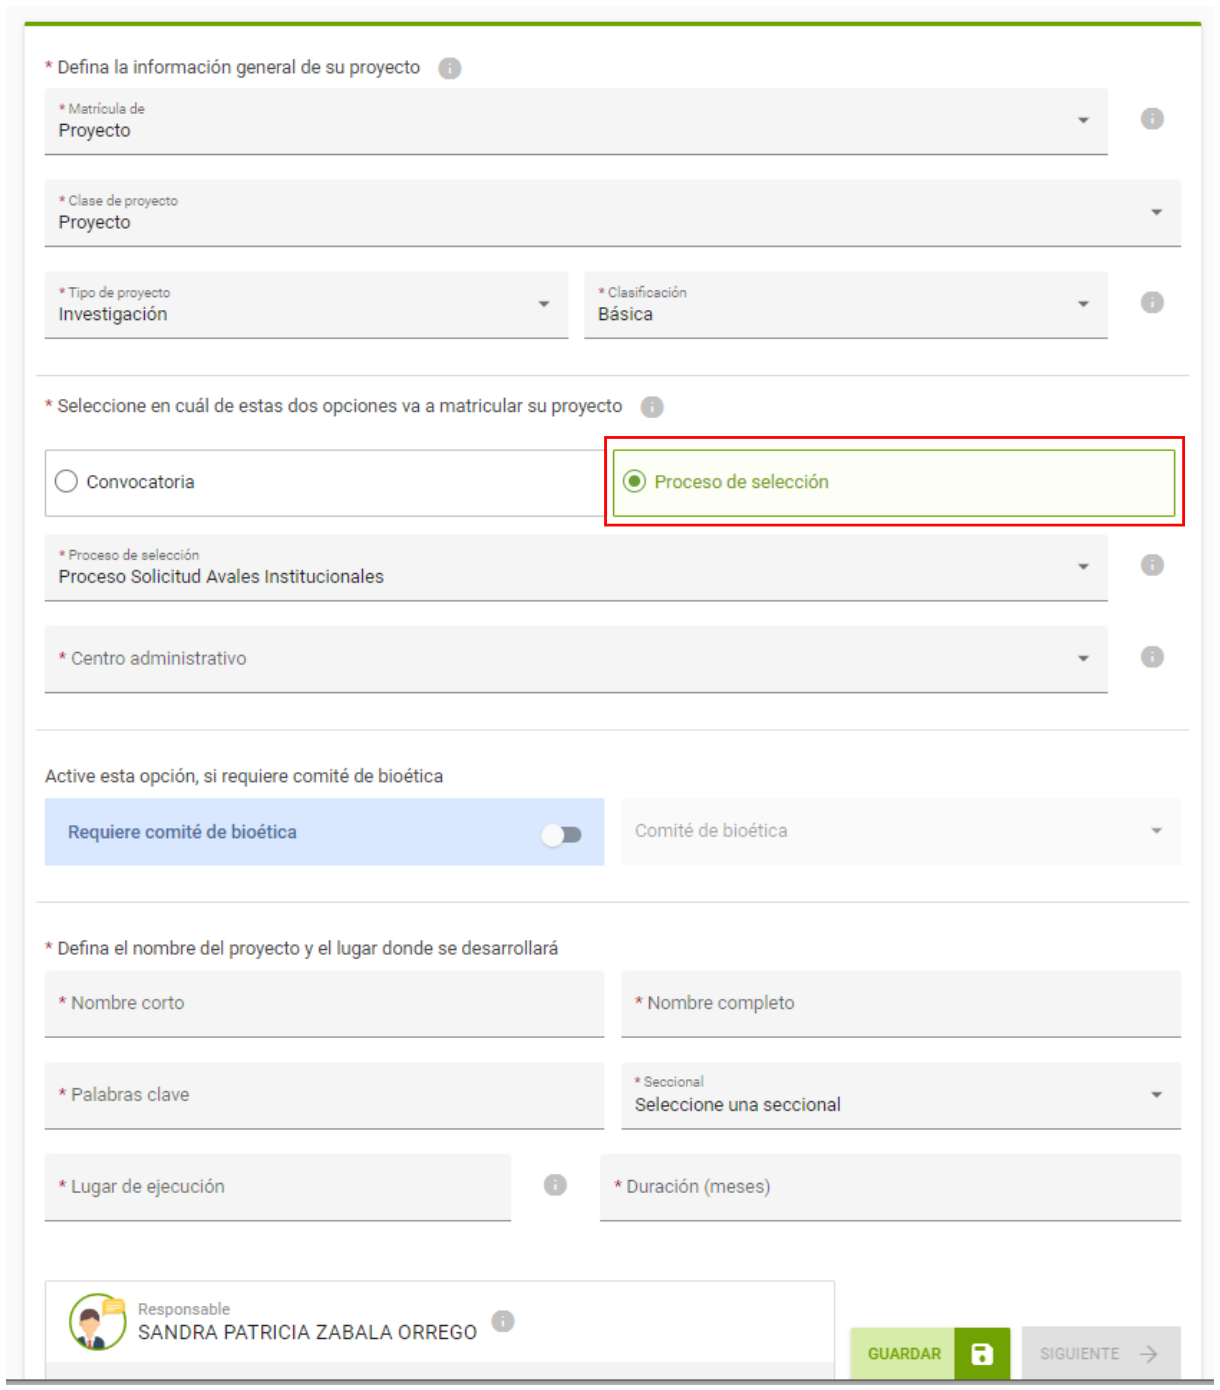 * Defina la información general de su proyecto
* Matrícula de
Proyecto
* Clase de proyecto
Proyecto
* Tipo de proyecto
Investigación
* Clasificación
Básica
* Seleccione en cuál de estas dos opciones va a matricular su proyecto
Convocatoria
Proceso de selección
* Proceso de selección
Proceso Solicitud Avales Institucionales
* Centro administrativo
Active esta opción, si requiere comité de bioética
Requiere comité de bioética
Comité de bioética
* Defina el nombre del proyecto y el lugar donde se desarrollará
* Nombre corto
* Nombre completo
* Palabras clave
* Seccional
Seleccione una seccional
* Lugar de ejecución
* Duración (meses)
Responsable
SANDRA PATRICIA ZABALA ORREGO
GUARDAR
SIGUIENTE